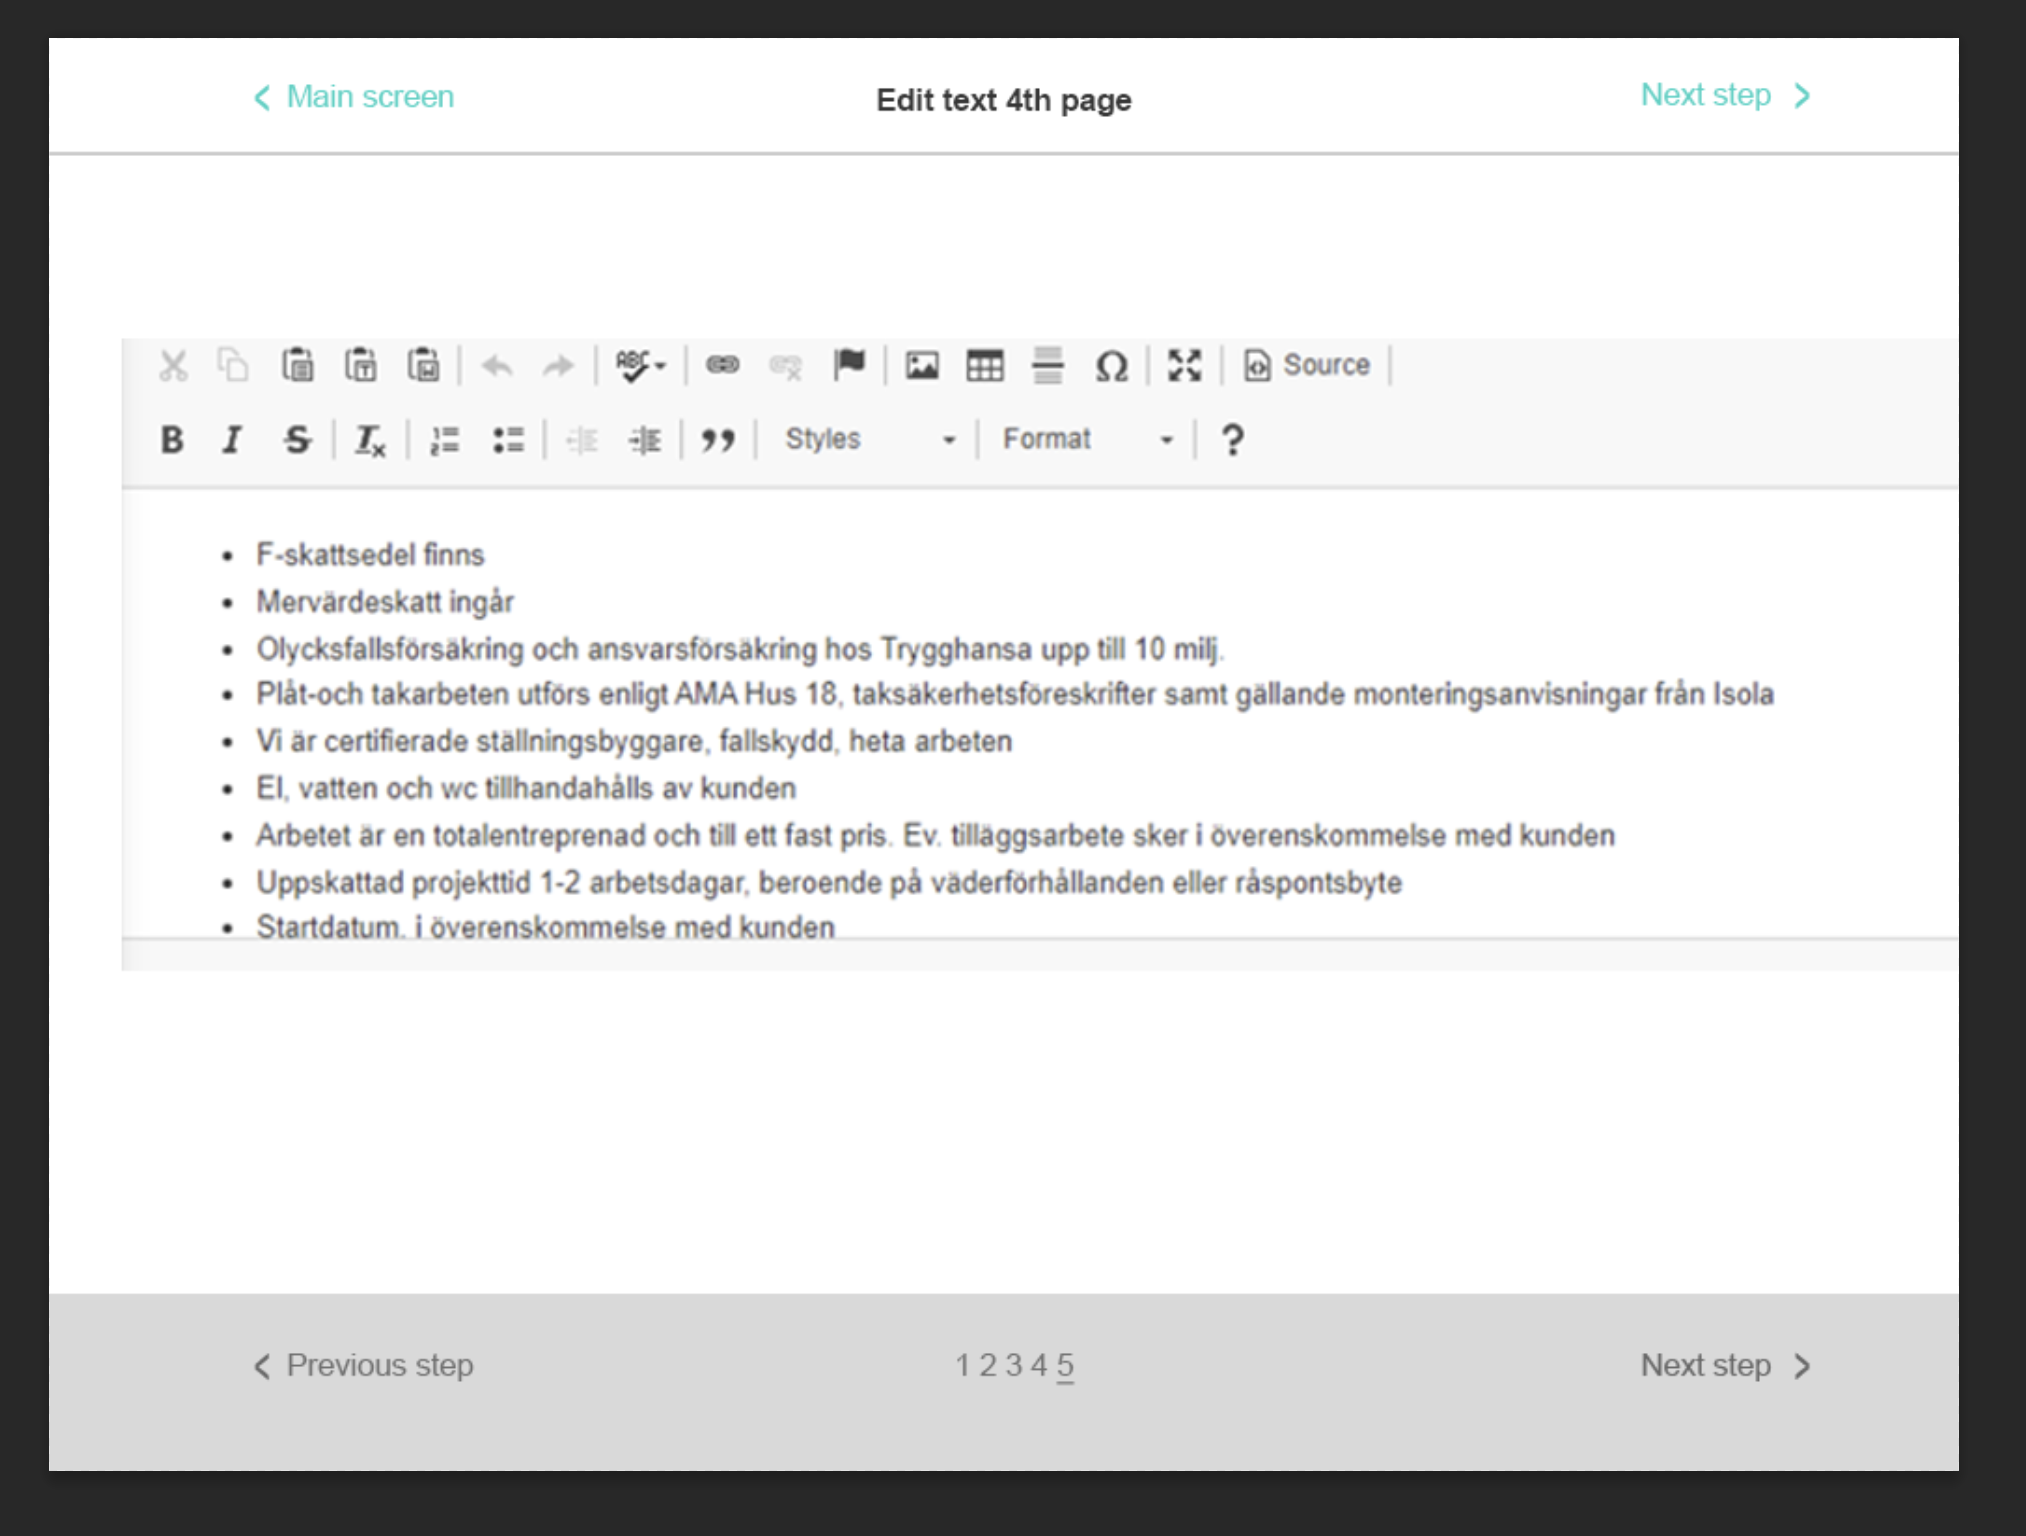 Main screen
Edit text 4th page
Next step
Source
Styles
Format
?
F-skattsedel finns
Mervärdeskatt ingår
Olycksfallsförsäkring och ansvarsförsäkring hos Trygghansa upp till 10 milj.
Plåt-och takarbeten utförs enligt AMA Hus 18, taksäkerhetsföreskrifter samt gällande monteringsanvisningar från Isola
Vi är certifierade ställningsbyggare, fallskydd, heta arbeten
El, vatten och wc tillhandahålls av kunden
Arbetet är en totalentreprenad och till ett fast pris. Ev. tilläggsarbete sker i överenskommelse med kunden
Uppskattad projekttid 1-2 arbetsdagar, beroende på väderförhållanden eller råspontsbyte
Startdatum. i överenskommelse med kunden
Previous step
1 2 3 4 5
Next step